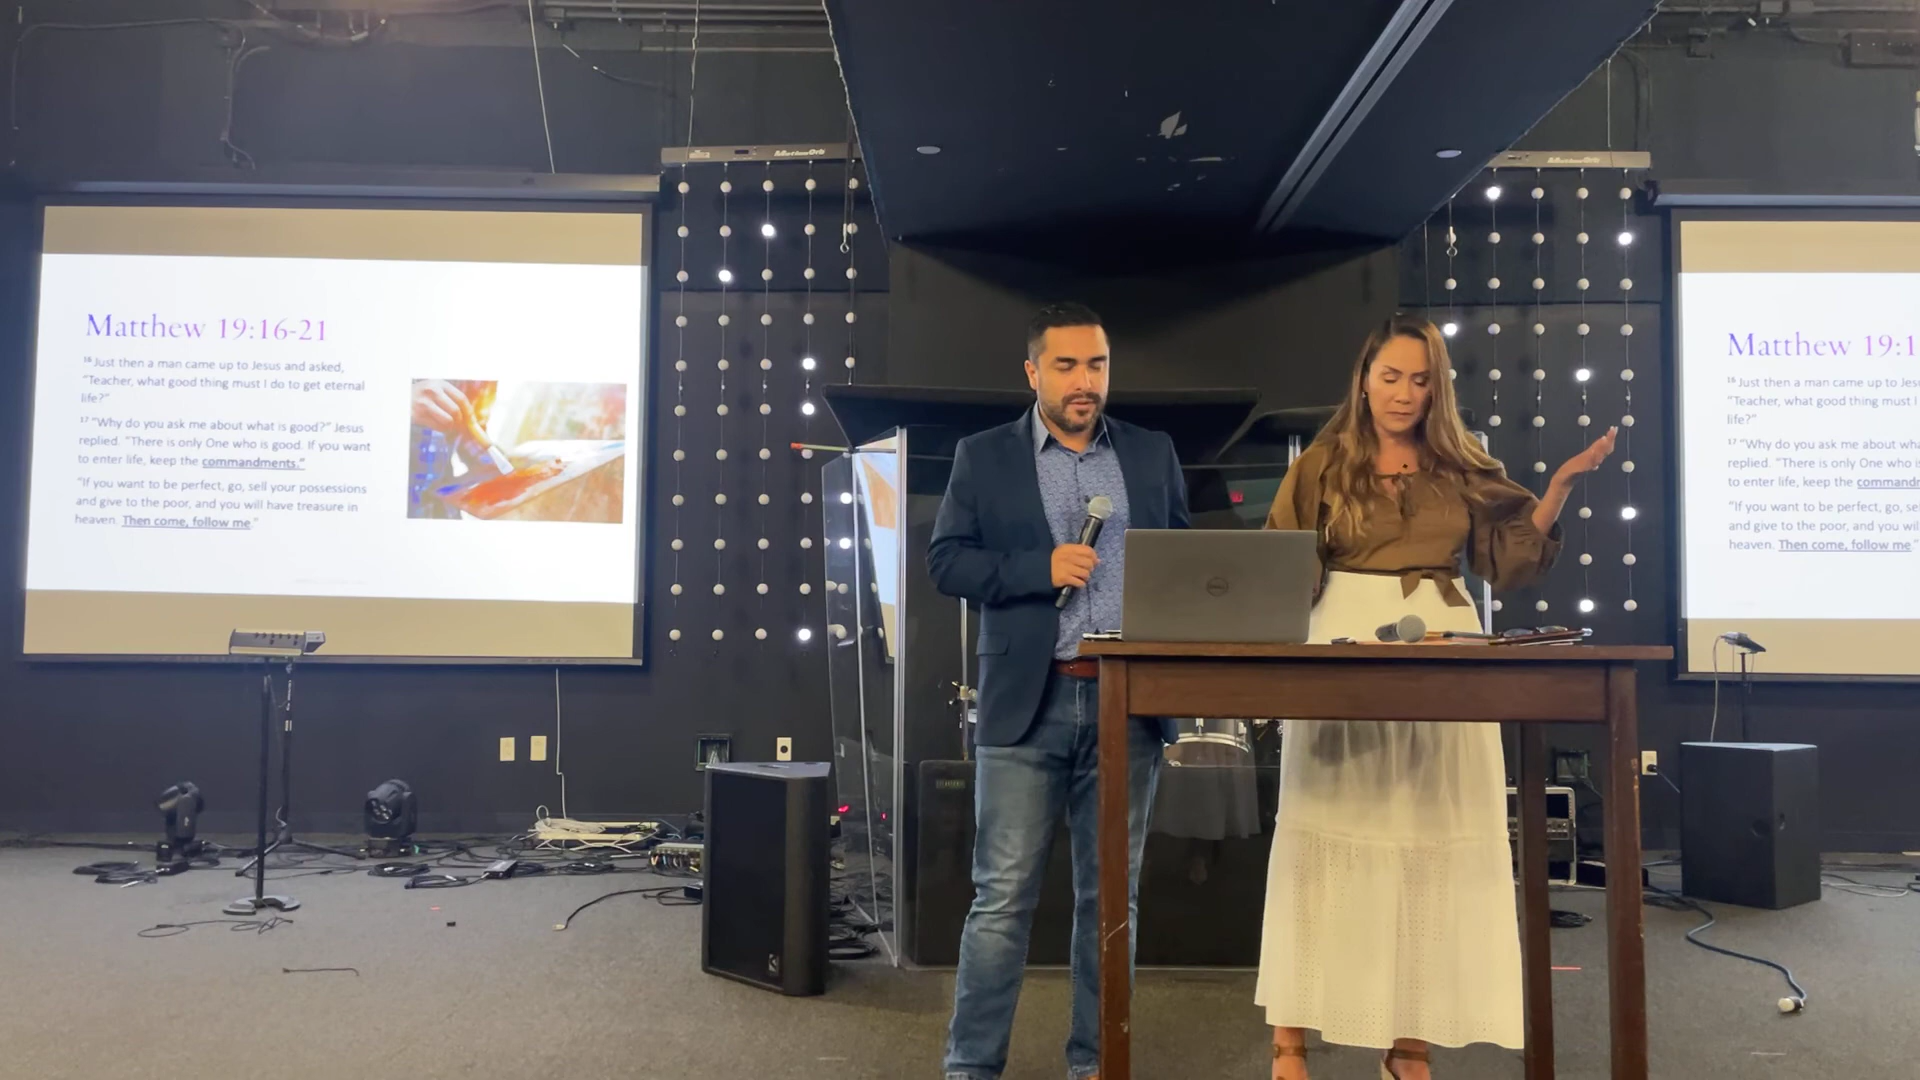 Matthew 19:16-21
16 Just then a man came up to Jesus and asked,
"Teacher, what good thing must I do to get eternal
life?"
17 "Why do you ask me about what is good?" Jesus
replied. "There is only One who is good. If you want
to enter life, keep the commandments."
"If you want to be perfect, go, sell your possessions
and give to the poor, and you will have treasure in
heaven. Then come, follow me."
Matthew 19:1
16 Just then a man came up to Jesu
"Teacher, what good thing must I
life?"
17 "Why do you ask me about wha
replied. "There is only One who is
to enter life, keep the commandr
"If you want to be perfect, go, sel
and give to the poor, and you will
heaven. Then come, follow me."
DELL